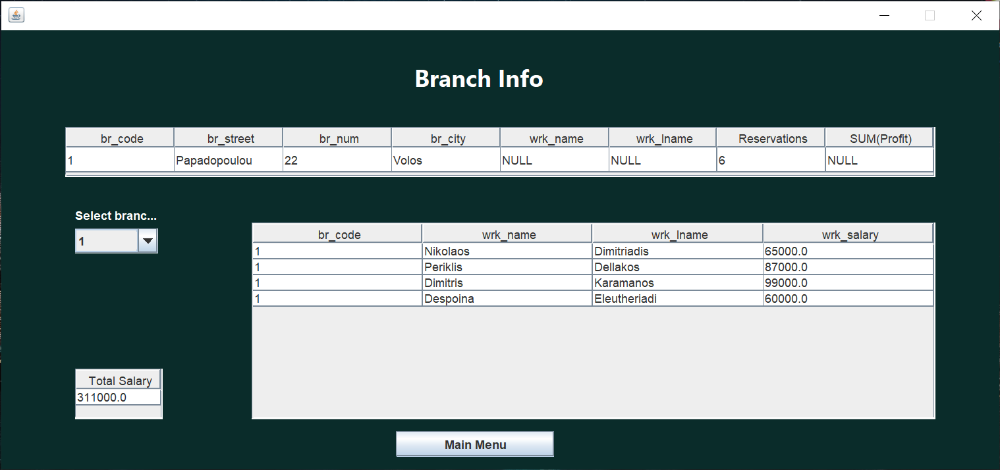 Branch Info
br_code br_street br_num br_city wrk_name wrk_lname Reservations SUM(Profit)
1 Papadopoulou 22 Volos NULL NULL 6 NULL
Select branc...
1
br_code wrk_name wrk_lname wrk_salary
1 Nikolaos Dimitriadis 65000.0
1 Periklis Dellakos 87000.0
1 Dimitris Karamanos 99000.0
1 Despoina Eleutheriadi 60000.0
Total Salary
311000.0
Main Menu